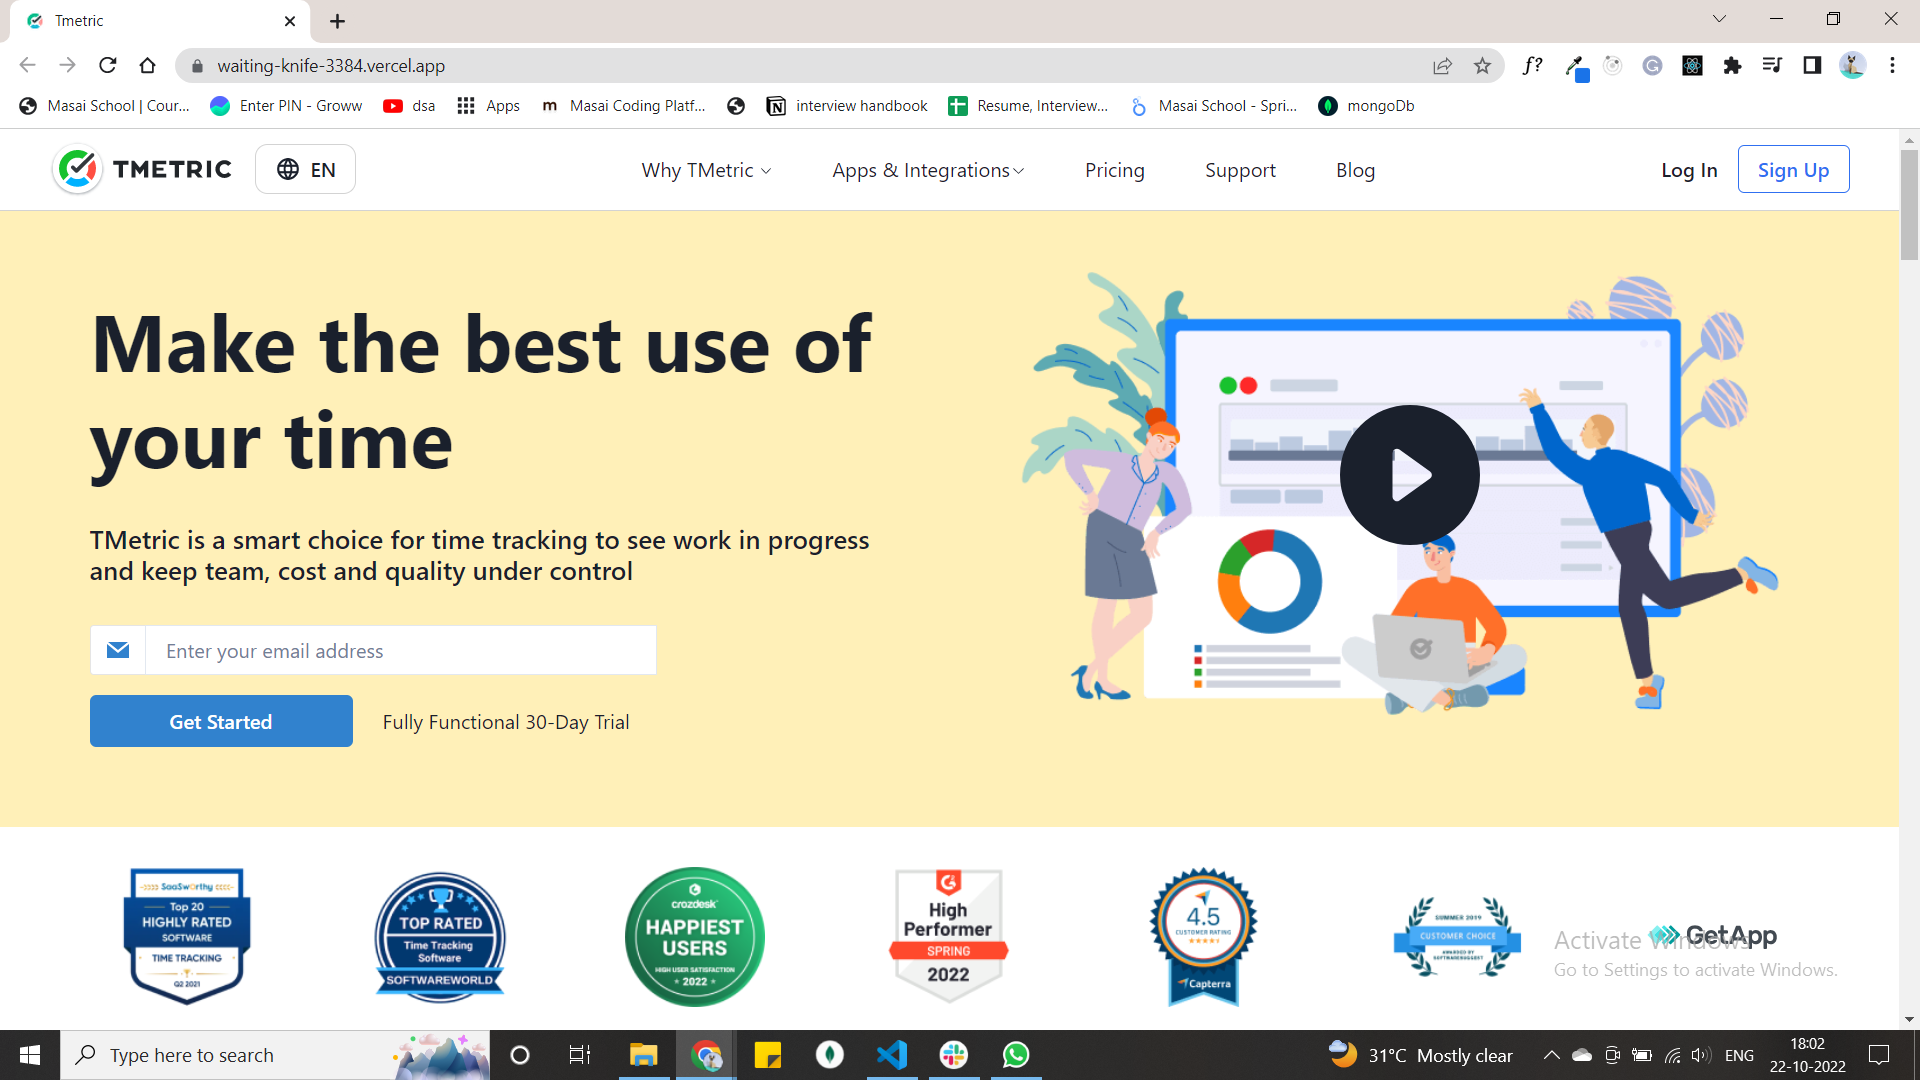 Tmetric
waiting-knife-3384.vercel.app
f?
Masai School | Cour...
Enter PIN - Groww
dsa
Apps
Masai Coding Platf...
interview handbook
Resume, Interview...
Masai School - Spri...
mongoDb
TMETRIC
EN
Why TMetric
Apps & Integrations
Pricing
Support
Blog
Log In
Sign Up
Make the best use of
your time
TMetric is a smart choice for time tracking to see work in progress
and keep team, cost and quality under control
Enter your email address
Get Started
Fully Functional 30-Day Trial
SaaSworthy
Top 20
HIGHLY RATED
SOFTWARE
TIME TRACKING
Q2 2021
TOP RATED
Time Tracking
Software
SOFTWAREWORLD
crozdesk
HAPPIEST
USERS
HIGH USER SATISFACTION
2022
High
Performer
SPRING
2022
4.5
CUSTOMER RATING
Capterra
SUMMER 2019
CUSTOMER CHOICE
AWARDED BY
SOFTWARESUGGEST
GetApp
Activate Windows
Go to Settings to activate Windows.
Type here to search
31°C Mostly clear
ENG
18:02
22-10-2022